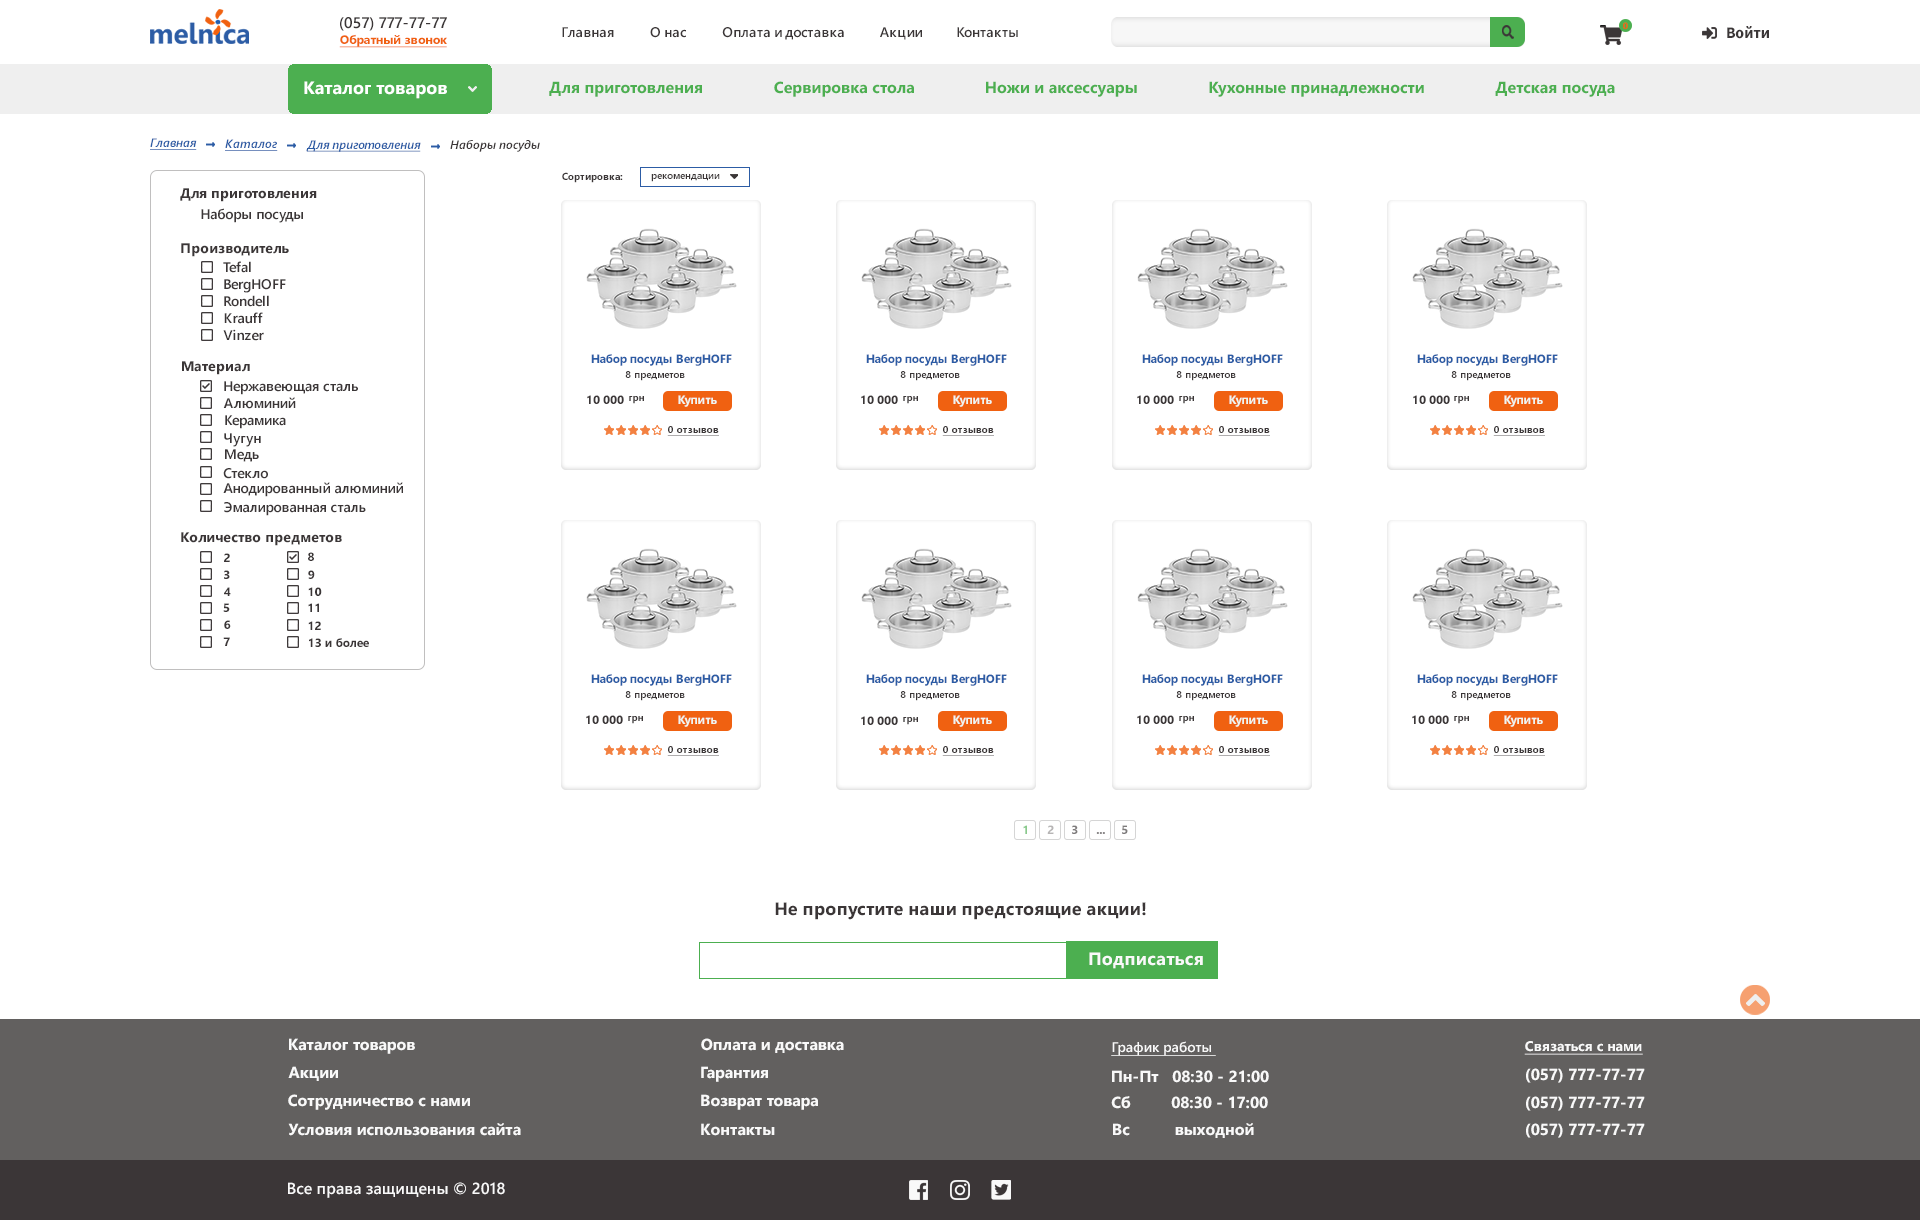 melnica
(057) 777-77-77
Обратный звонок
Главная
О нас
Оплата и доставка
Акции
Контакты
Войти
Каталог товаров
Для приготовления
Сервировка стола
Ножи и аксессуары
Кухонные принадлежности
Детская посуда
Главная
Каталог
Для приготовления
Наборы посуды
Для приготовления
Наборы посуды
Производитель
Tefal
BergHOFF
Rondell
Krauff
Vinzer
Материал
Нержавеющая сталь
Алюминий
Керамика
Чугун
Медь
Стекло
Анодированный алюминий
Эмалированная сталь
Количество предметов
2 8
3 9
4 10
5 11
6 12
7 13 и более
Сортировка: рекомендации
Набор посуды BergHOFF
8 предметов
10 000 грн Купить
0 отзывов
Набор посуды BergHOFF
8 предметов
10 000 грн Купить
0 отзывов
Набор посуды BergHOFF
8 предметов
10 000 грн Купить
0 отзывов
Набор посуды BergHOFF
8 предметов
10 000 грн Купить
0 отзывов
Набор посуды BergHOFF
8 предметов
10 000 грн Купить
0 отзывов
Набор посуды BergHOFF
8 предметов
10 000 грн Купить
0 отзывов
Набор посуды BergHOFF
8 предметов
10 000 грн Купить
0 отзывов
Набор посуды BergHOFF
8 предметов
10 000 грн Купить
0 отзывов
1 2 3 ... 5
Не пропустите наши предстоящие акции!
Подписаться
Каталог товаров
Акции
Сотрудничество с нами
Условия использования сайта
Оплата и доставка
Гарантия
Возврат товара
Контакты
График работы
Пн-Пт 08:30 - 21:00
Сб 08:30 - 17:00
Вс выходной
Связаться с нами
(057) 777-77-77
(057) 777-77-77
(057) 777-77-77
Все права защищены © 2018